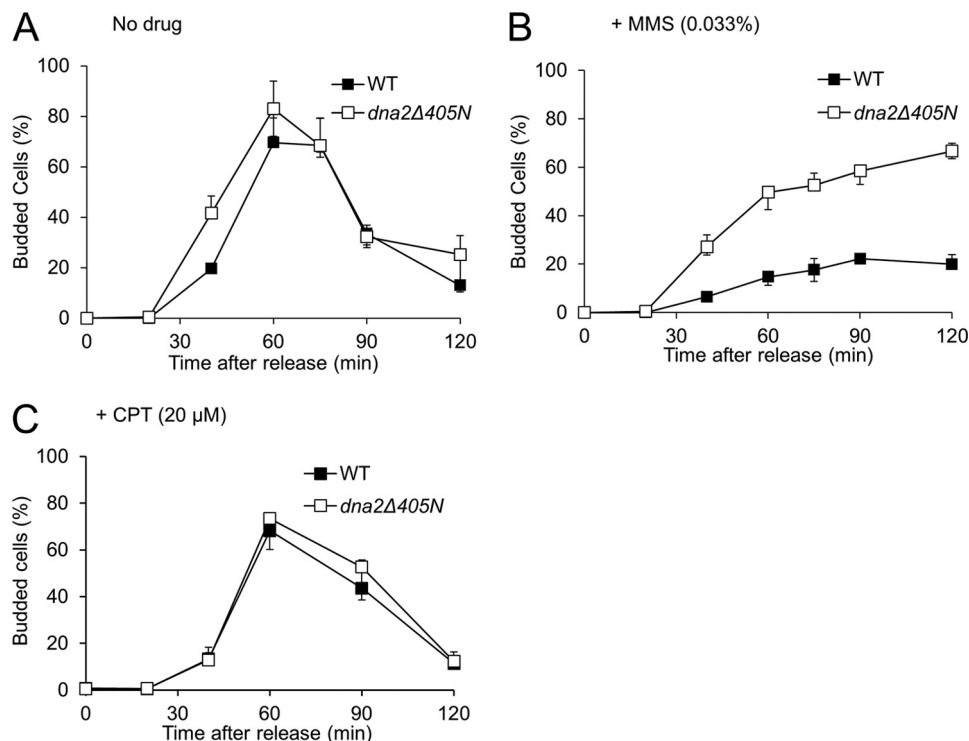 A
No drug
Budded Cells (%)
100
80
60
40
20
0
WT
dna2Δ405N
0
30
60
90
120
Time after release (min)
B
+ MMS (0.033%)
Budded Cells (%)
100
80
60
40
20
0
WT
dna2Δ405N
0
30
60
90
120
Time after release (min)
C
+ CPT (20 µM)
Budded cells (%)
100
80
60
40
20
0
WT
dna2Δ405N
0
30
60
90
120
Time after release (min)